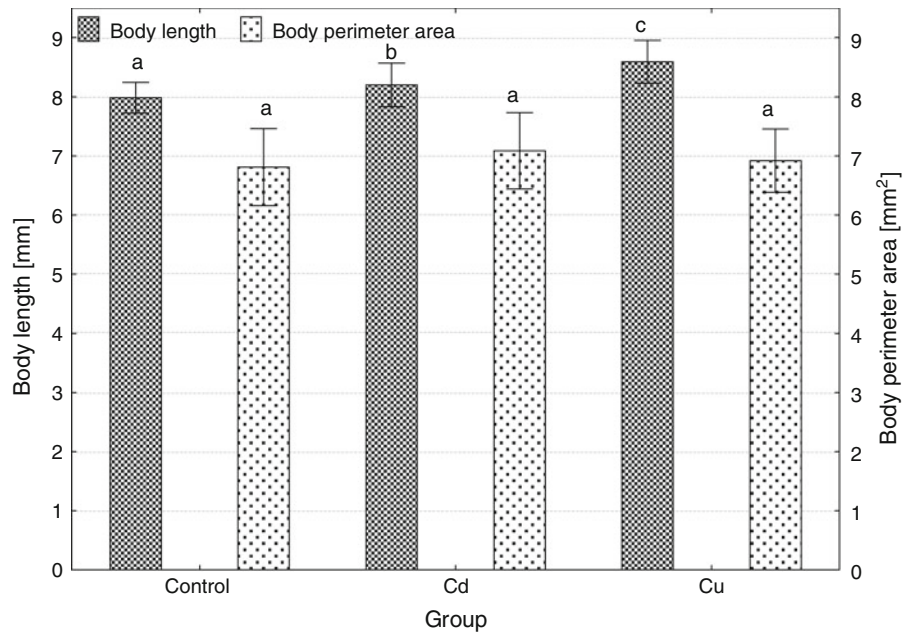 Body length Body perimeter area
a a b a c a
9 9
8 8
7 7
6 6
5 5
4 4
3 3
2 2
1 1
0 0
Body length [mm]
Body perimeter area [mm²]
Control Cd Cu
Group